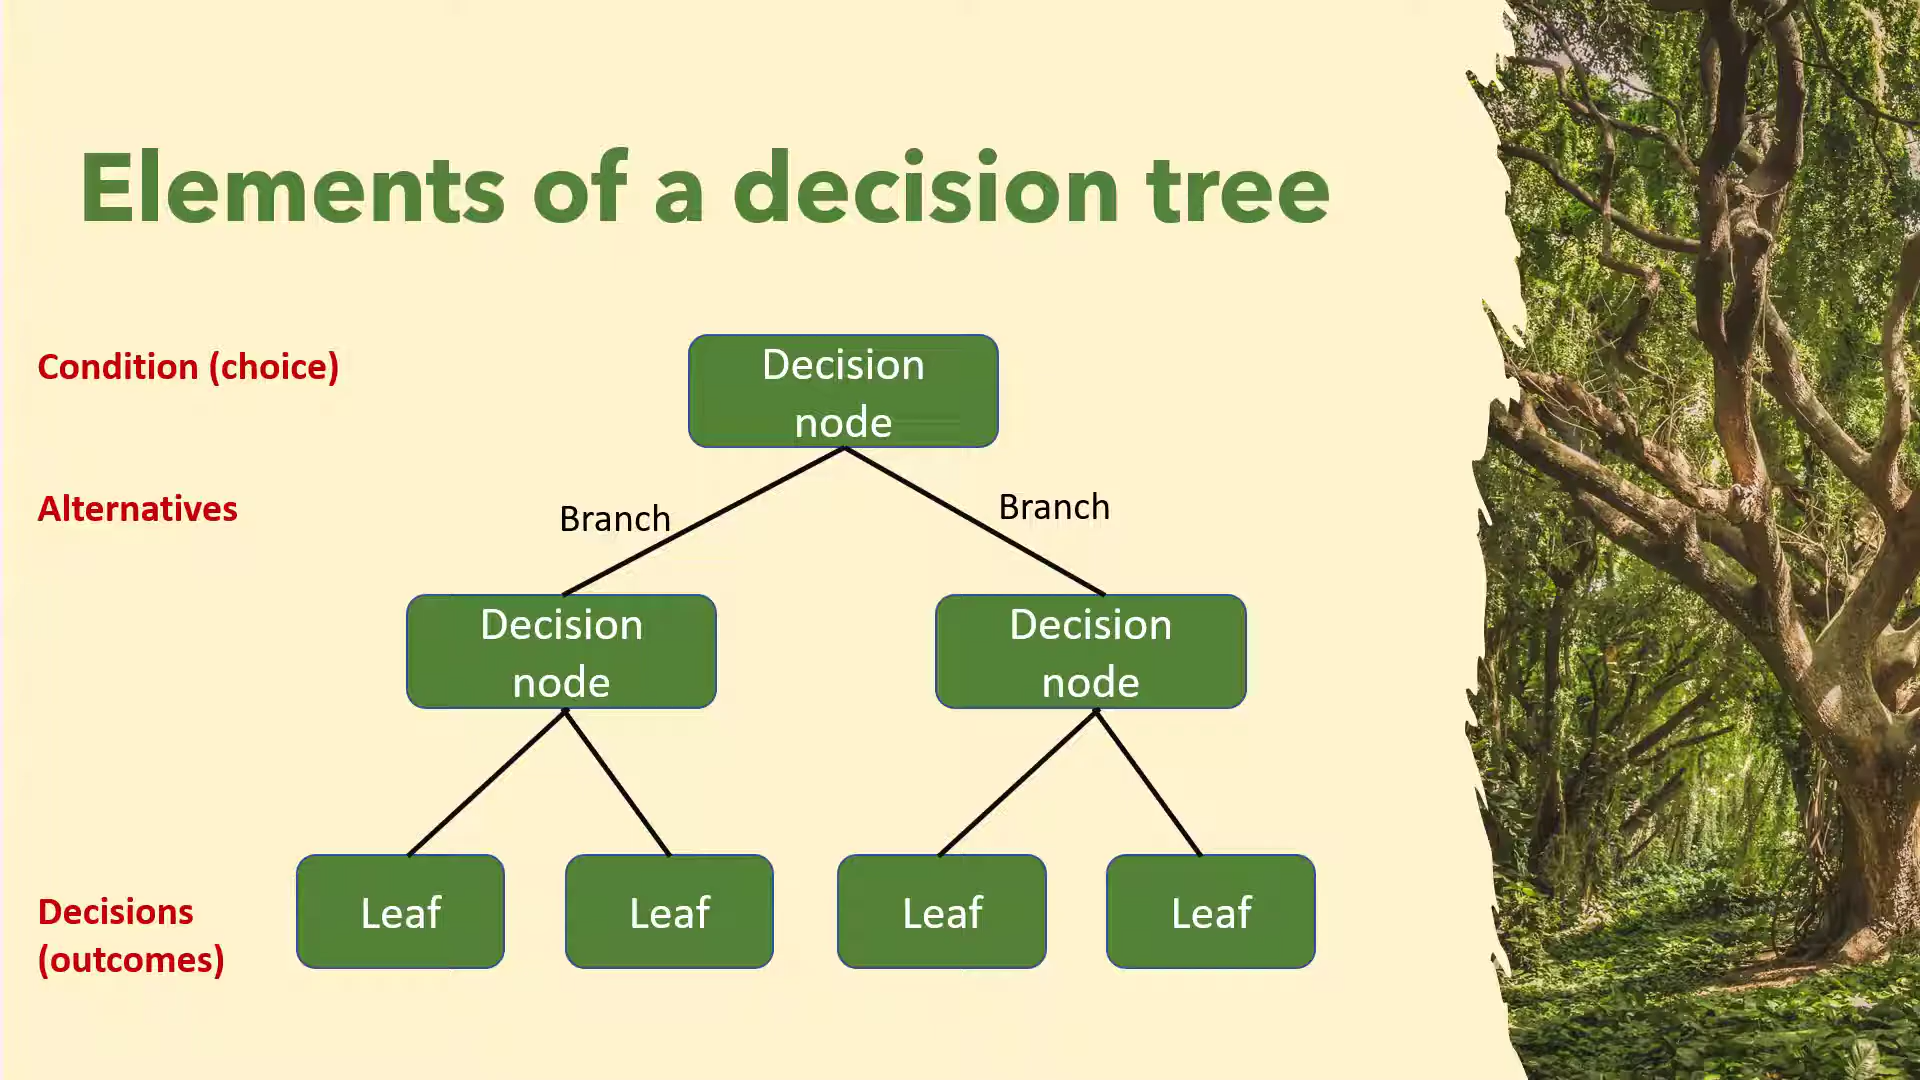 Elements of a decision tree
Condition (choice)
Decision
node
Alternatives
Branch
Branch
Decision
node
Decision
node
Decisions
(outcomes)
Leaf
Leaf
Leaf
Leaf